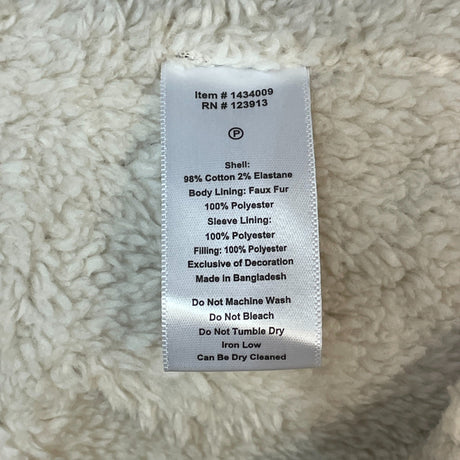 Item # 1434009
RN # 123913
P
Shell:
98% Cotton 2% Elastane
Body Lining: Faux Fur
100% Polyester
Sleeve Lining:
100% Polyester
Filling: 100% Polyester
Exclusive of Decoration
Made in Bangladesh
Do Not Machine Wash
Do Not Bleach
Do Not Tumble Dry
Iron Low
Can Be Dry Cleaned